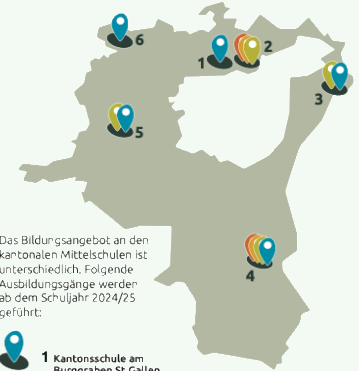 6
1
2
3
5
4
Das Bildungsangebot an den
kantonalen Mittelschulen ist
unterschiedlich. Folgende
Ausbildungsgänge werden
ab dem Schuljahr 2024/25
geführt:
1 Kantonsschule am
Burggraben St.Gallen